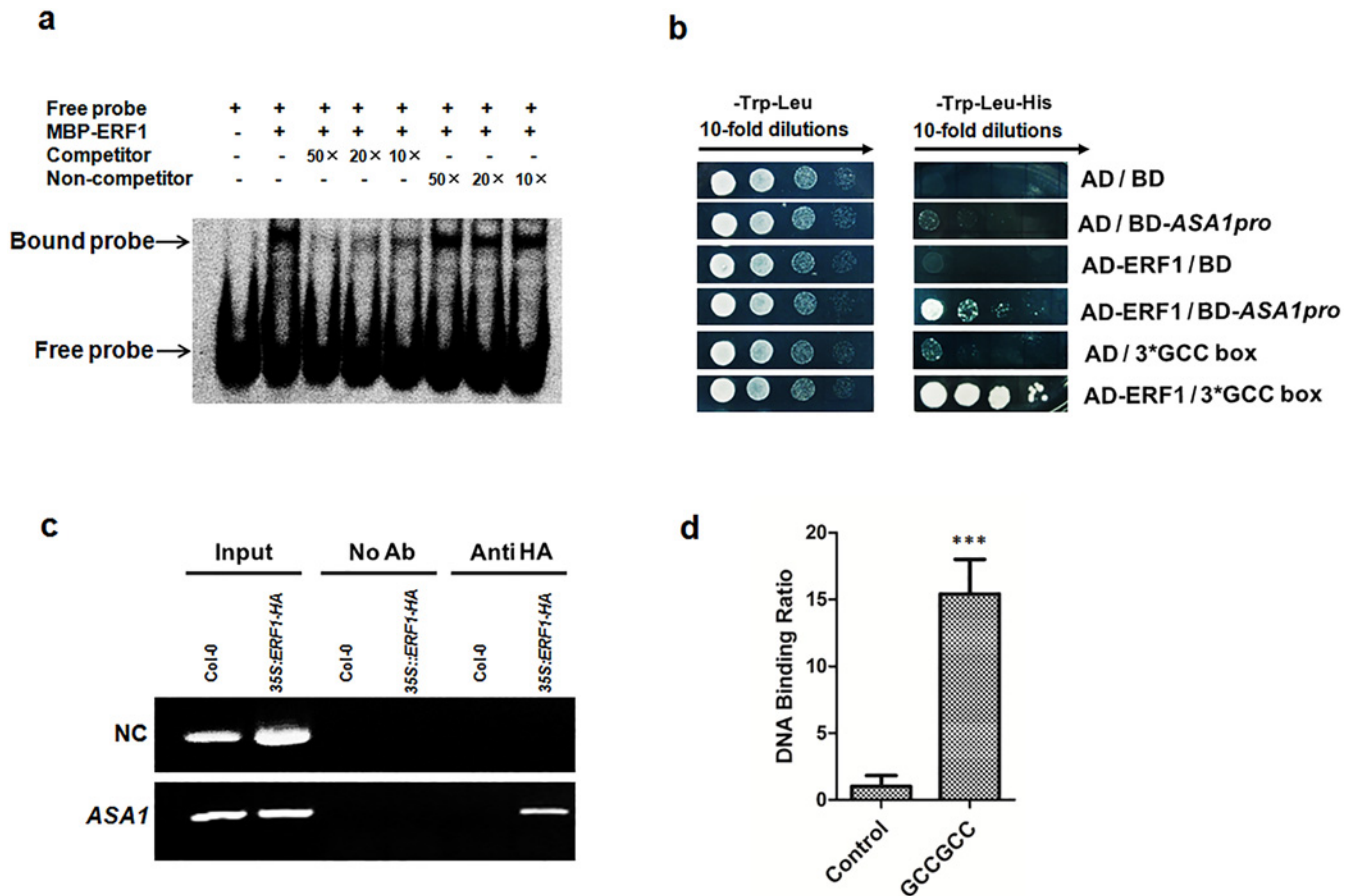 a
Free probe + + + + + + + +
MBP-ERF1 - + + + + + + +
Competitor - - 50× 20× 10× - - -
Non-competitor - - - - - 50× 20× 10×
Bound probe
Free probe
b
-Trp-Leu -Trp-Leu-His
10-fold dilutions 10-fold dilutions
AD / BD
AD / BD-ASA1pro
AD-ERF1 / BD
AD-ERF1 / BD-ASA1pro
AD / 3*GCC box
AD-ERF1 / 3*GCC box
c
Input No Ab Anti HA
Col-0 35S:ERF1-HA Col-0 35S::ERF1-HA Col-0 35S:ERF1-HA
NC
ASA1
d
DNA Binding Ratio
20
15
10
5
0
***
Control GCCGCC